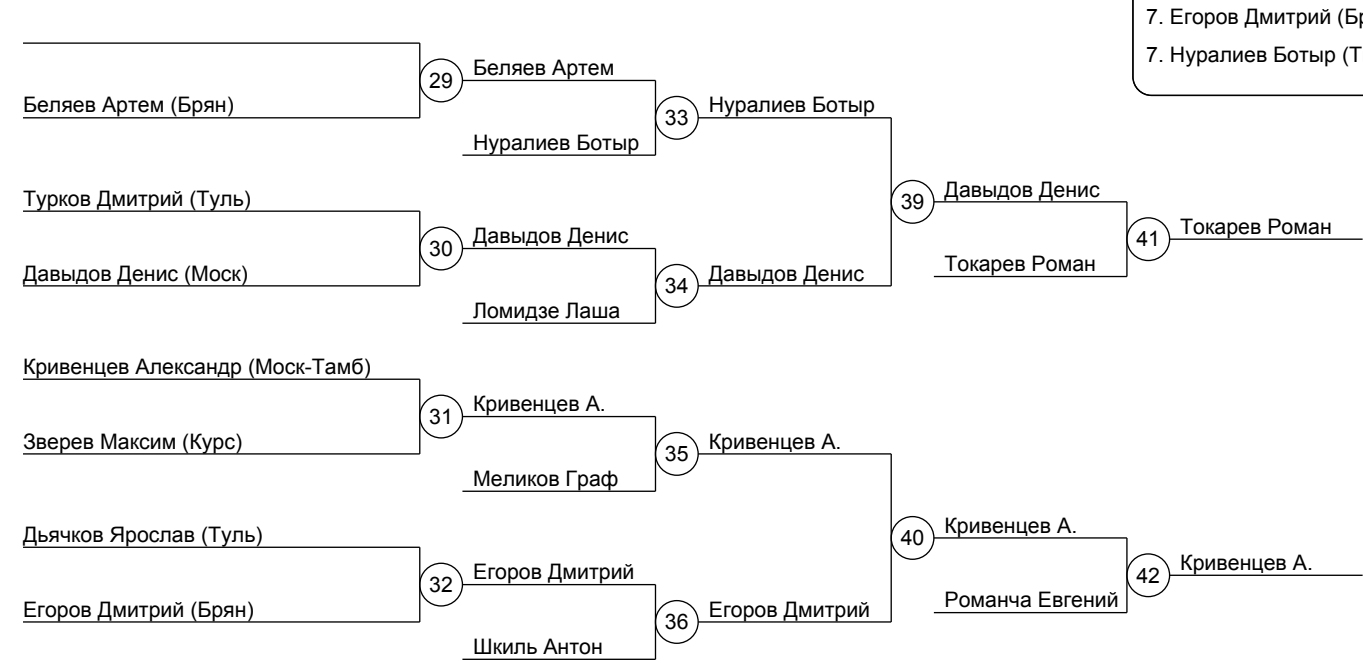 7. Егоров Дмитрий
7. Нуралиев Ботыр
29
Беляев Артем
Беляев Артем (Брян)
33
Нуралиев Ботыр
Нуралиев Ботыр
Турков Дмитрий (Туль)
39
Давыдов Денис
30
Давыдов Денис
41
Токарев Роман
Давыдов Денис (Моск)
34
Давыдов Денис
Токарев Роман
Ломидзе Лаша
Кривенцев Александр (Моск-Тамб)
31
Кривенцев А.
Зверев Максим (Курс)
35
Кривенцев А.
Меликов Граф
Дьячков Ярослав (Туль)
40
Кривенцев А.
32
Егоров Дмитрий
42
Кривенцев А.
Егоров Дмитрий (Брян)
36
Егоров Дмитрий
Романча Евгений
Шкиль Антон